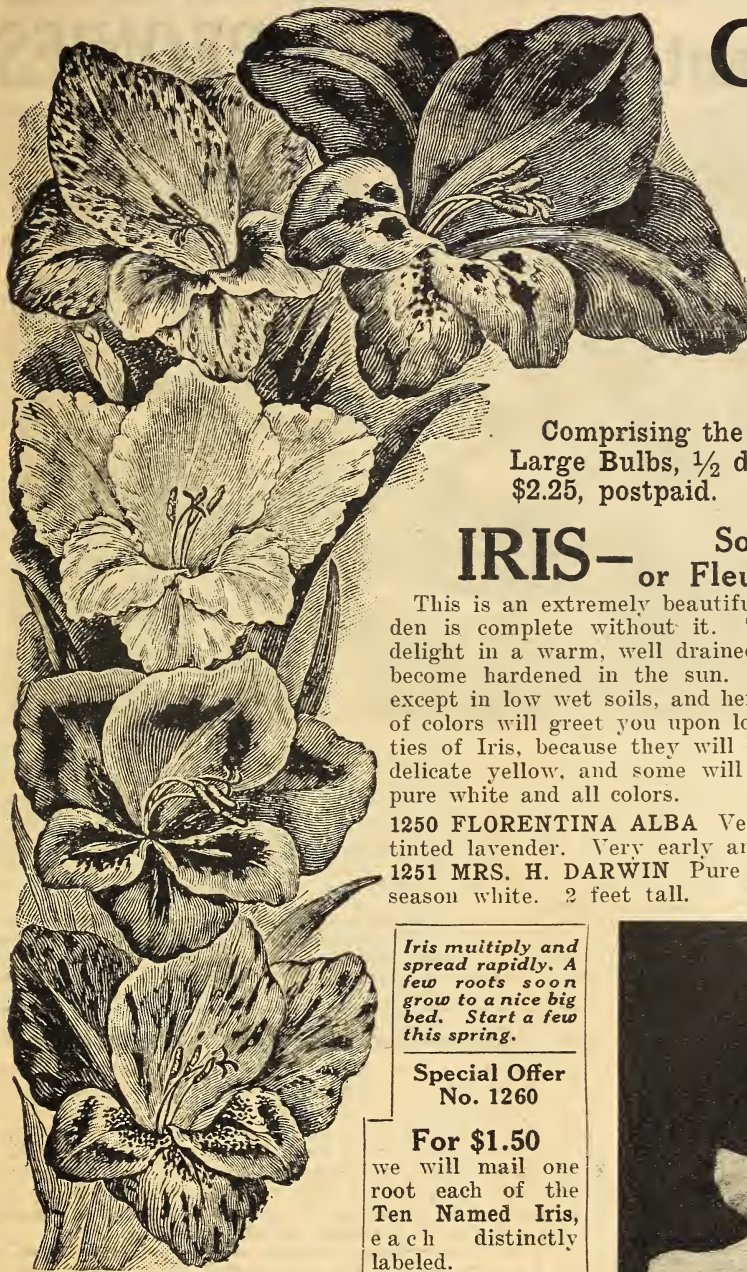 Comprising the
Large Bulbs, ½ d
$2.25, postpaid.
IRIS— So
or Fleu
This is an extremely beautifu
den is complete without it.
delight in a warm, well drained
become hardened in the sun.
except in low wet soils, and her
of colors will greet you upon lo
ties of Iris, because they will
delicate yellow, and some will
pure white and all colors.
1250 FLORENTINA ALBA Ve
tinted lavender. Very early an
1251 MRS. H. DARWIN Pure
season white. 2 feet tall.
Iris multiply and
spread rapidly. A
few roots soon
grow to a nice big
bed. Start a few
this spring.
Special Offer
No. 1260
For $1.50
we will mail one
root each of the
Ten Named Iris,
each distinctly
labeled.